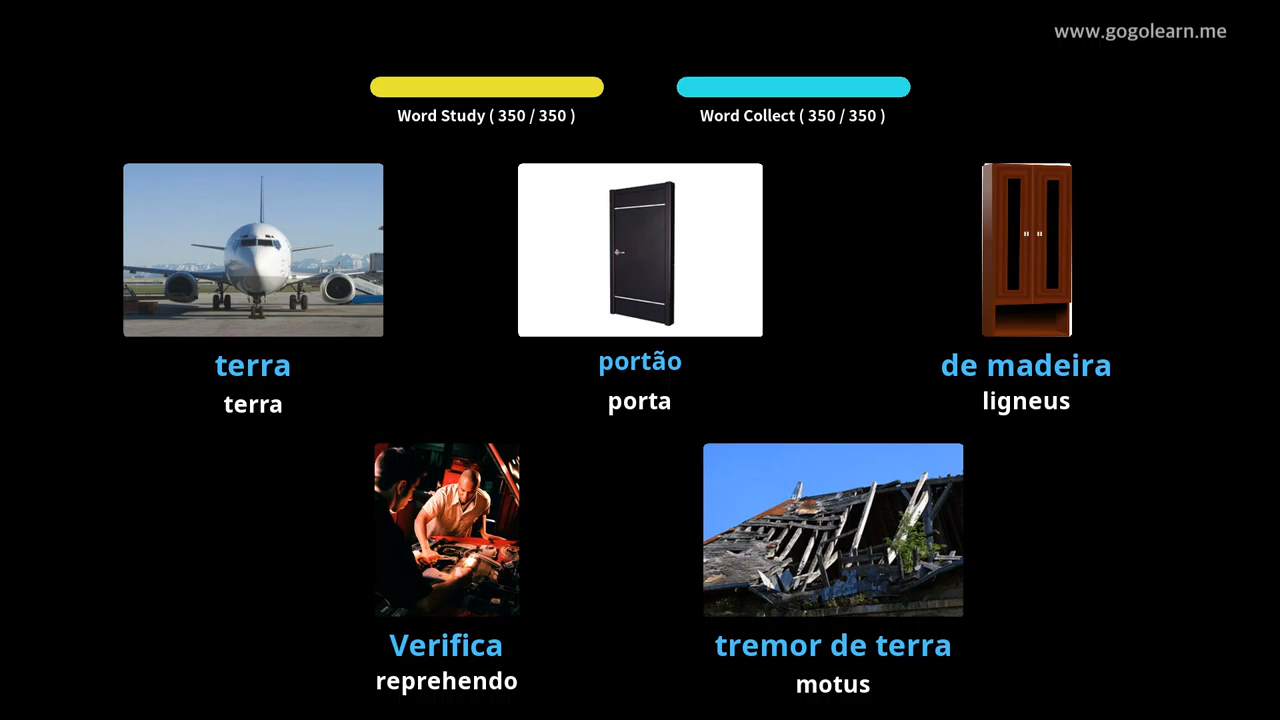 www.gogolearn.me
Word Study ( 350 / 350 )
Word Collect ( 350 / 350 )
terra
terra
portão
porta
de madeira
ligneus
Verifica
reprehendo
tremor de terra
motus